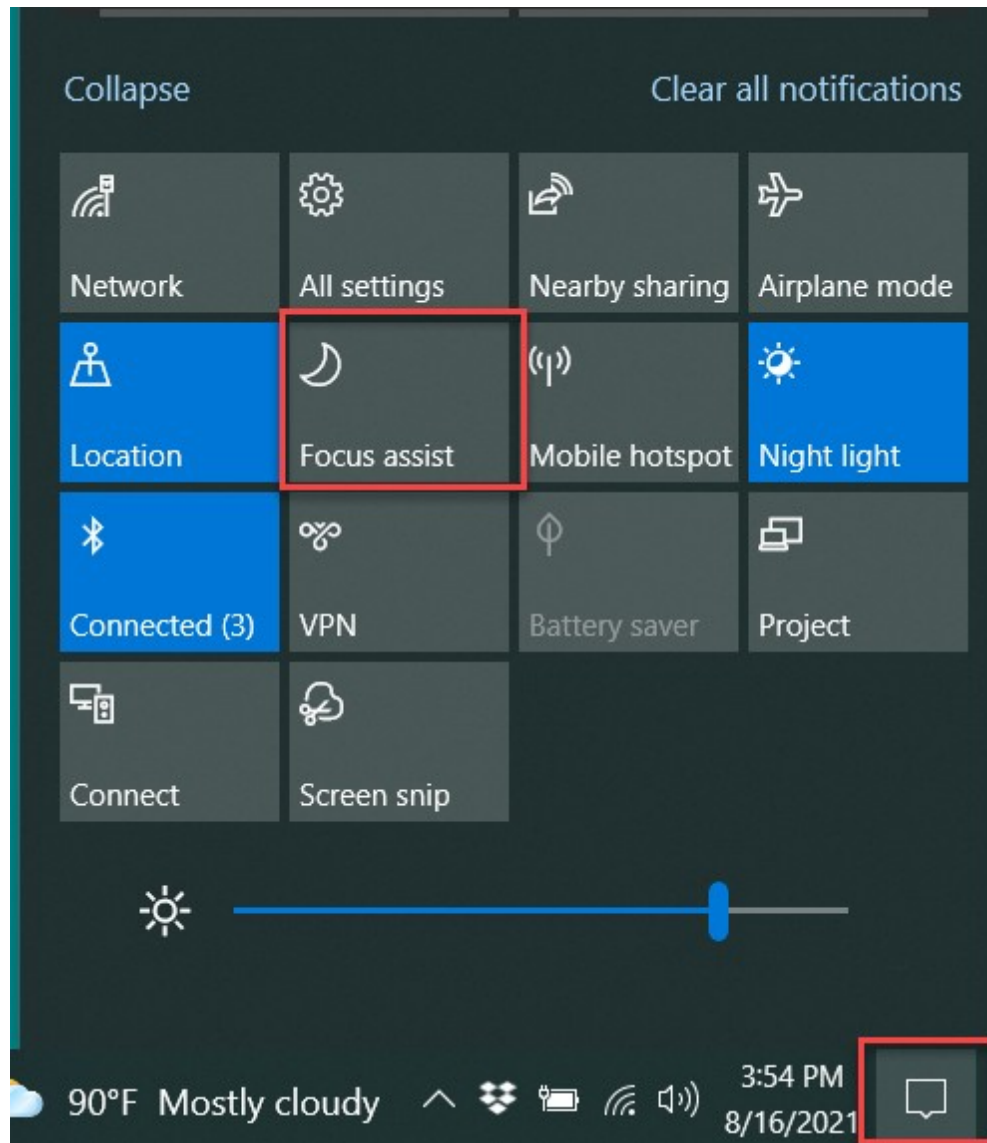 Collapse Clear all notifications
Network All settings Nearby sharing Airplane mode
Location Focus assist Mobile hotspot Night light
Connected (3) VPN Battery saver Project
Connect Screen snip
3:54 PM
90°F Mostly cloudy
8/16/2021